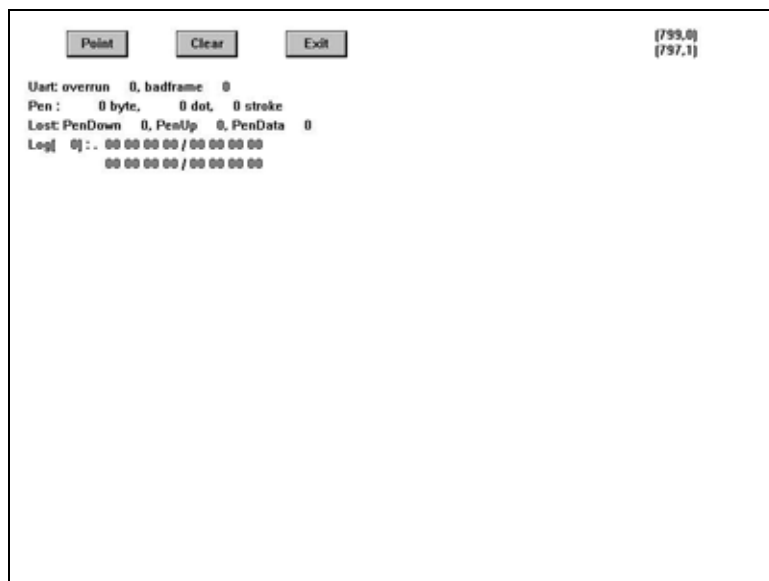 Point Clear Exit (799,0)
(797,1)
Uart: overrun 0, badframe 0
Pen : 0 byte, 0 dot, 0 stroke
Lost: PenDown 0, PenUp 0, PenData 0
Log[ 0] : . 00 00 00 00 / 00 00 00 00
00 00 00 00 / 00 00 00 00